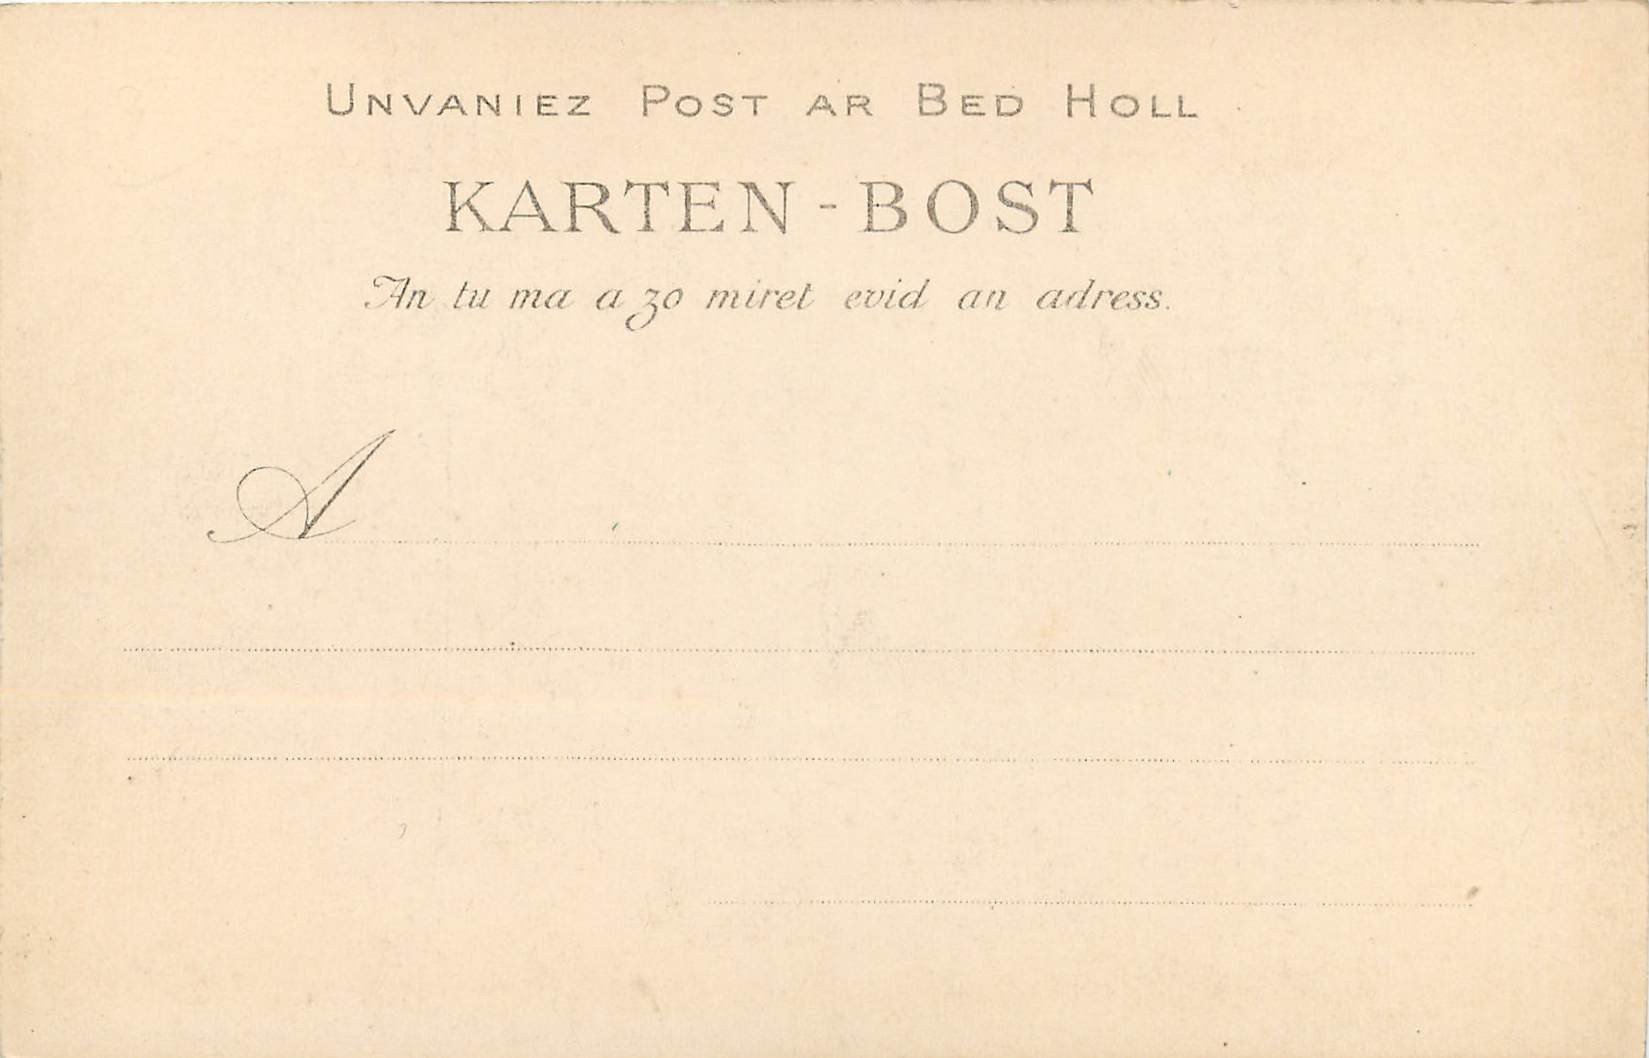 UNVANIEZ POST AR BED HOLL
KARTEN-BOST
An tu ma a zo miret evid an adress.
A